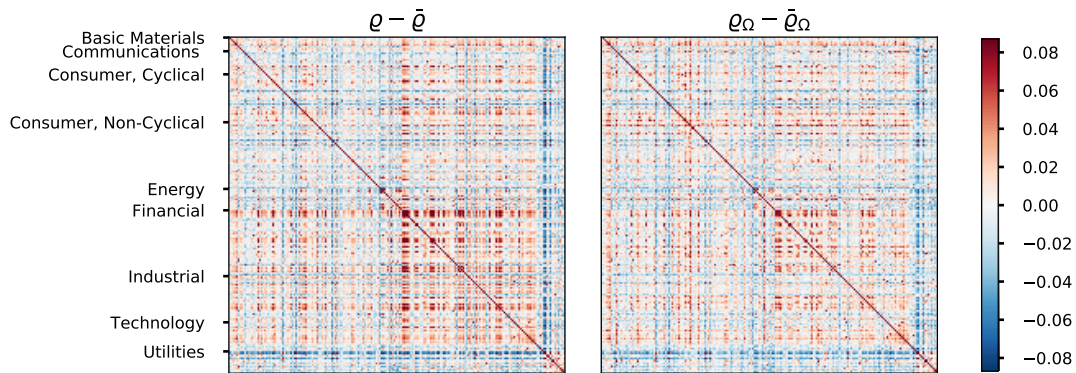 ϱ − ϱ̄
ϱ_Ω − ϱ̄_Ω
Basic Materials
Communications
Consumer, Cyclical
Consumer, Non-Cyclical
Energy
Financial
Industrial
Technology
Utilities
0.08
0.06
0.04
0.02
0.00
−0.02
−0.04
−0.06
−0.08